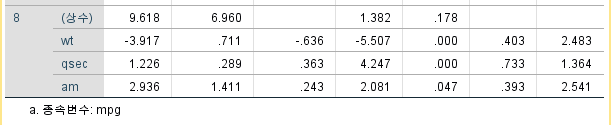 8 (상수) 9.618 6.960 1.382 .178
wt -3.917 .711 -.636 -5.507 .000 .403 2.483
qsec 1.226 .289 .363 4.247 .000 .733 1.364
am 2.936 1.411 .243 2.081 .047 .393 2.541
a. 종속변수: mpg